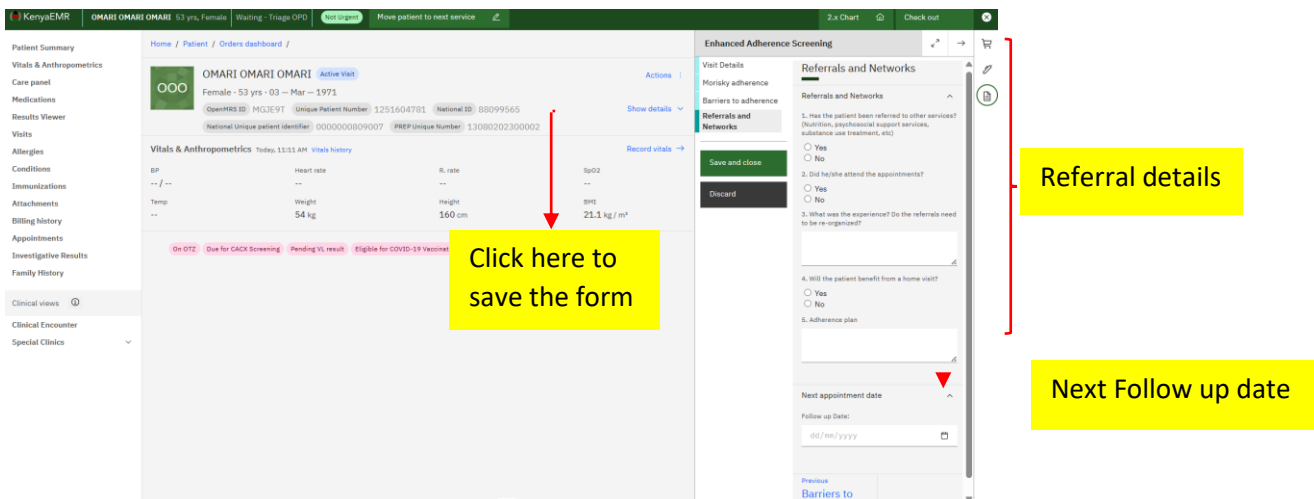 KenyaEMR OMARI OMARI OMARI 53 yrs, Female Waiting - Triage OPD Not Urgent Move patient to next service 2.x Chart Check out
Patient Summary
Vitals & Anthropometrics
Care panel
Medications
Results Viewer
Visits
Allergies
Conditions
Immunizations
Attachments
Billing history
Appointments
Investigative Results
Family History
Clinical views
Clinical Encounter
Special Clinics
Home / Patient / Orders dashboard /
OOO
OMARI OMARI OMARI Active Visit Actions
Female - 53 yrs - 03 — Mar — 1971
OpenMRS ID MGJE9T Unique Patient Number 1251604781 National ID 88099565 Show details
National Unique patient identifier 0000000809007 PREP Unique Number 13080202300002
Vitals & Anthropometrics Today, 11:11 AM Vitals history Record vitals →
BP Heart rate R. rate SpO2
-- / -- -- -- --
Temp Weight Height BMI
-- 54 kg 160 cm 21.1 kg / m²
On OTZ Due for CACX Screening Pending VL result Eligible for COVID-19
Click here to
save the form
Enhanced Adherence Screening
Visit Details
Morisky adherence
Barriers to adherence
Referrals and
Networks
Save and close
Discard
Referrals and Networks
Referrals and Networks
1. Has the patient been referred to other services?
(Nutrition, psychosocial support services,
substance use treatment, etc)
Yes
No
2. Did he/she attend the appointments?
Yes
No
3. What was the experience? Do the referrals need
to be re-organized?
4. Will the patient benefit from a home visit?
Yes
No
5. Adherence plan
Next appointment date
Follow up Date:
dd/mm/yyyy
Previous
Barriers to
Referral details
Next Follow up date